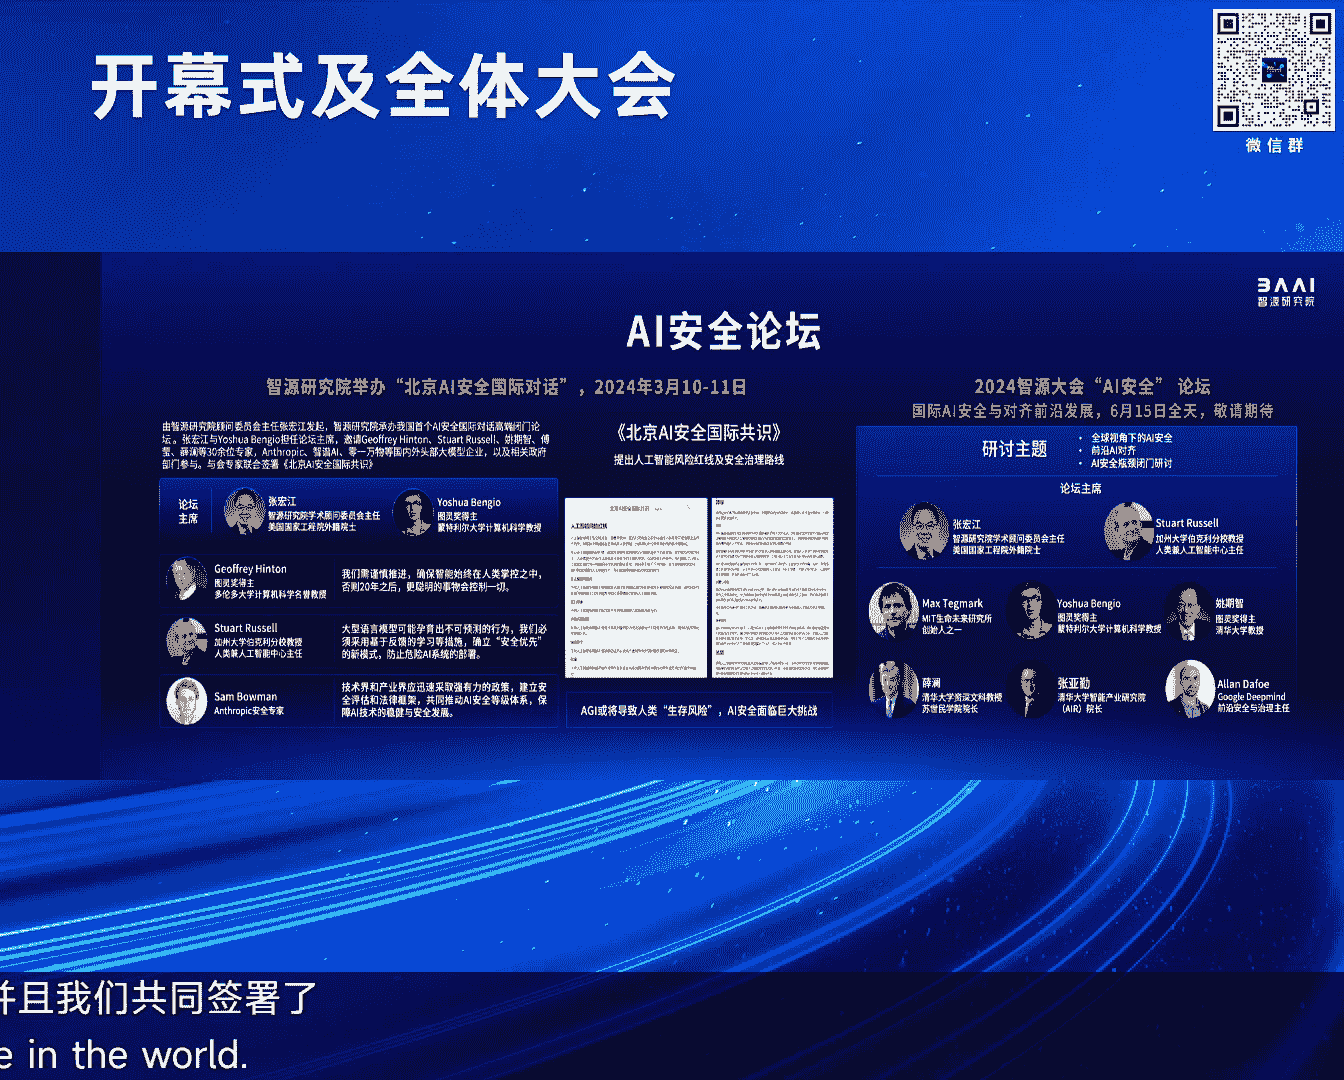 开幕式及全体大会
微信群
BAAI
智源研究院
AI安全论坛
智源研究院举办“北京AI安全国际对话”，2024年3月10-11日
由智源研究院顾问委员会主任张宏江发起，智源研究院承办我国首个AI安全国际对话高端闭门论
坛。张宏江与Yoshua Bengio担任论坛主席，邀请Geoffrey Hinton、Stuart Russell、姚期智、傅
莹、薛澜等30余位专家，Anthropic、智谱AI、零一万物等国内外头部大模型企业，以及相关政府
部门参与。与会专家联合签署《北京AI安全国际共识》
论坛
主席
张宏江
智源研究院学术顾问委员会主任
美国国家工程院外籍院士
Yoshua Bengio
图灵奖得主
蒙特利尔大学计算机科学教授
Geoffrey Hinton
图灵奖得主
多伦多大学计算机科学名誉教授
我们需谨慎推进，确保智能始终在人类掌控之中，
否则20年之后，更聪明的事物会控制一切。
Stuart Russell
加州大学伯克利分校教授
人类兼人工智能中心主任
大型语言模型可能孕育出不可预测的行为，我们必
须采用基于反馈的学习等措施，确立“安全优先”
的新模式，防止危险AI系统的部署。
Sam Bowman
Anthropic安全专家
技术界和产业界应迅速采取强有力的政策，建立安
全评估和法律框架，共同推动AI安全等级体系，保
障AI技术的稳健与安全发展。
《北京AI安全国际共识》
提出人工智能风险红线及安全治理路线
北京AI安全国际共识
人工智能风险红线
AGI或将导致人类“生存风险”，AI安全面临巨大挑战
2024智源大会“AI安全” 论坛
国际AI安全与对齐前沿发展，6月15日全天，敬请期待
研讨主题
• 全球视角下的AI安全
• 前沿AI对齐
• AI安全瓶颈闭门研讨
论坛主席
张宏江
智源研究院学术顾问委员会主任
美国国家工程院外籍院士
Stuart Russell
加州大学伯克利分校教授
人类兼人工智能中心主任
Max Tegmark
MIT生命未来研究所
创始人之一
Yoshua Bengio
图灵奖得主
蒙特利尔大学计算机科学教授
姚期智
图灵奖得主
清华大学教授
薛澜
清华大学资深文科教授
苏世民学院院长
张亚勤
清华大学智能产业研究院
（AIR）院长
Allan Dafoe
Google Deepmind
前沿安全与治理主任
并且我们共同签署了
e in the world.